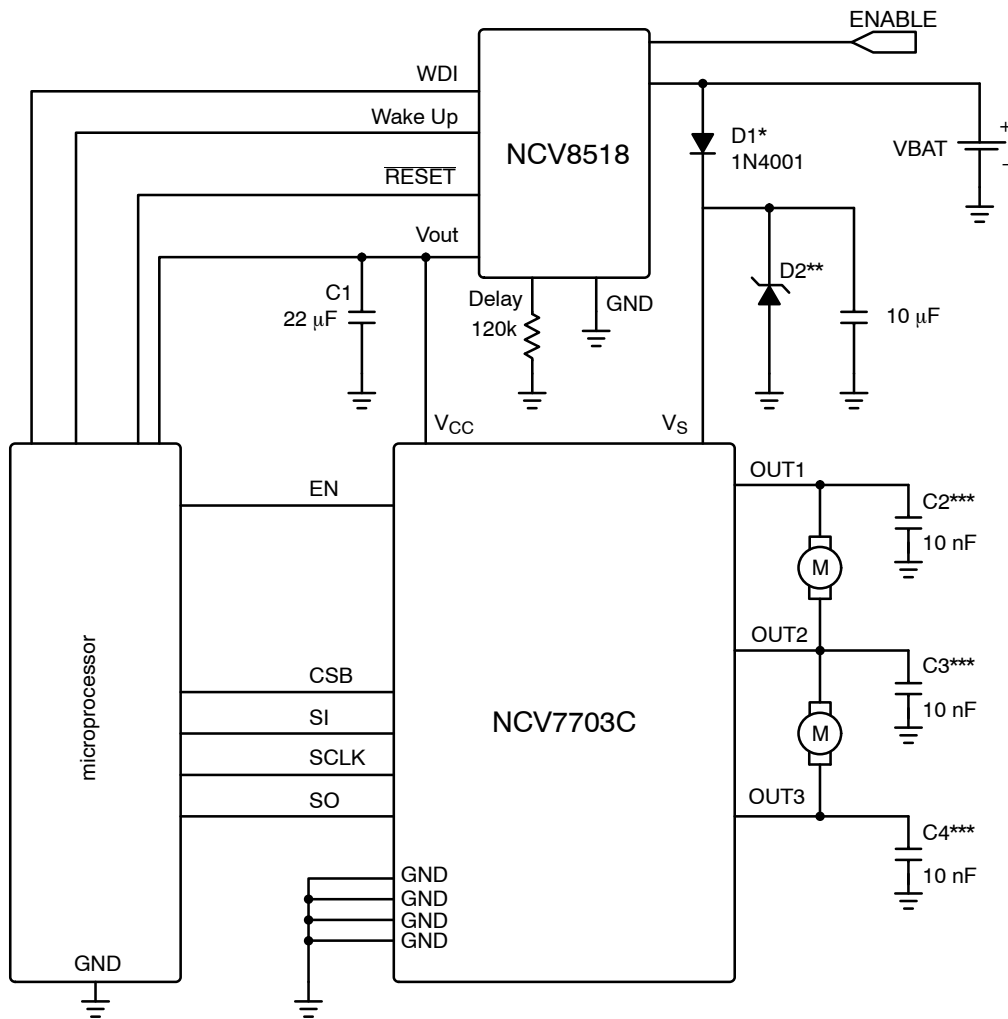 ENABLE
WDI
Wake Up
RESET
Vout
NCV8518
D1*
1N4001
VBAT
+
−
C1
22 μF
Delay
120k
GND
D2**
10 μF
VCC
VS
microprocessor
EN
CSB
SI
SCLK
SO
GND
GND
GND
GND
GND
NCV7703C
OUT1
C2***
10 nF
M
OUT2
C3***
10 nF
M
OUT3
C4***
10 nF